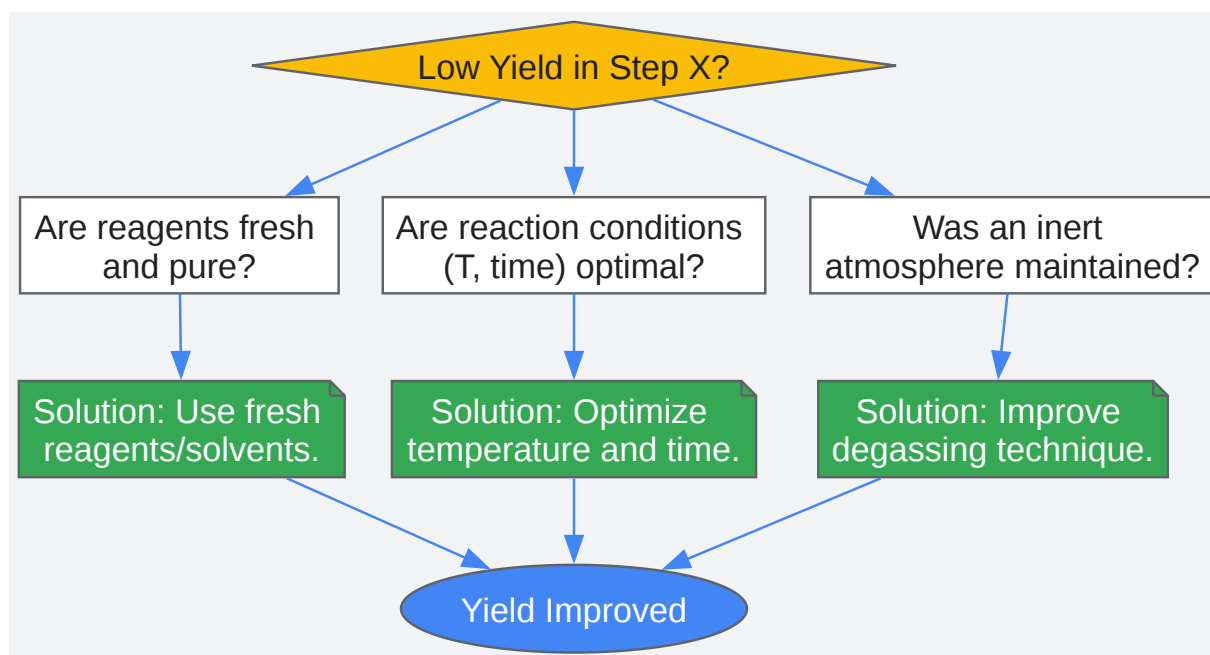 Low Yield in Step X?
Are reagents fresh
and pure?
Are reaction conditions
(T, time) optimal?
Was an inert
atmosphere maintained?
Solution: Use fresh
reagents/solvents.
Solution: Optimize
temperature and time.
Solution: Improve
degassing technique.
Yield Improved